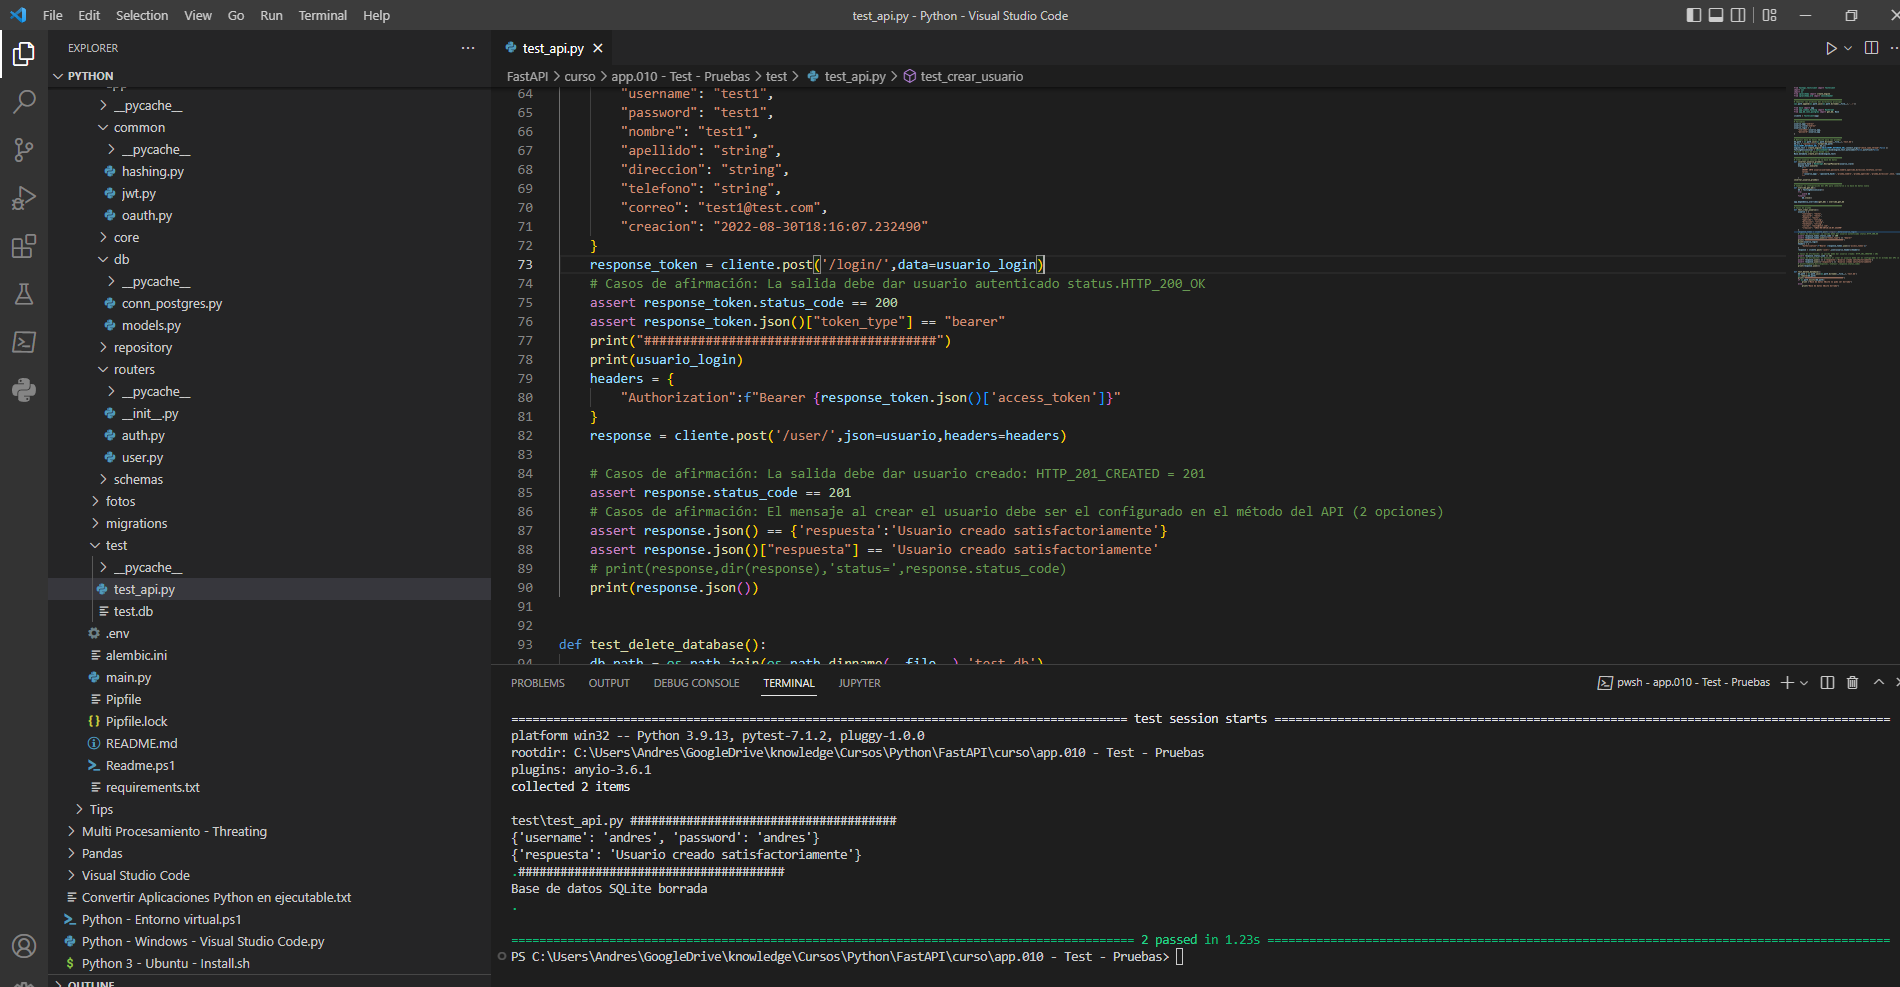 File Edit Selection View Go Run Terminal Help
test_api.py - Python - Visual Studio Code
EXPLORER
PYTHON
app
__pycache__
common
__pycache__
hashing.py
jwt.py
oauth.py
core
db
__pycache__
conn_postgres.py
models.py
repository
routers
__pycache__
__init__.py
auth.py
user.py
schemas
fotos
migrations
test
__pycache__
test_api.py
test.db
.env
alembic.ini
main.py
Pipfile
Pipfile.lock
README.md
Readme.ps1
requirements.txt
Tips
Multi Procesamiento - Threating
Pandas
Visual Studio Code
Convertir Aplicaciones Python en ejecutable.txt
Python - Entorno virtual.ps1
Python - Windows - Visual Studio Code.py
Python 3 - Ubuntu - Install.sh
OUTLINE
test_api.py
FastAPI > curso > app.010 - Test - Pruebas > test > test_api.py > test_crear_usuario
64 "username": "test1",
65 "password": "test1",
66 "nombre": "test1",
67 "apellido": "string",
68 "direccion": "string",
69 "telefono": "string",
70 "correo": "test1@test.com",
71 "creacion": "2022-08-30T18:16:07.232490"
72 }
73 response_token = cliente.post('/login/',data=usuario_login)
74 # Casos de afirmación: La salida debe dar usuario autenticado status.HTTP_200_OK
75 assert response_token.status_code == 200
76 assert response_token.json()["token_type"] == "bearer"
77 print("######################################")
78 print(usuario_login)
79 headers = {
80 "Authorization":f"Bearer {response_token.json()['access_token']}"
81 }
82 response = cliente.post('/user/',json=usuario,headers=headers)
83
84 # Casos de afirmación: La salida debe dar usuario creado: HTTP_201_CREATED = 201
85 assert response.status_code == 201
86 # Casos de afirmación: El mensaje al crear el usuario debe ser el configurado en el método del API (2 opciones)
87 assert response.json() == {'respuesta':'Usuario creado satisfactoriamente'}
88 assert response.json()["respuesta"] == 'Usuario creado satisfactoriamente'
89 # print(response,dir(response),'status=',response.status_code)
90 print(response.json())
91
92
93 def test_delete_database():
94 db_path = os.path.join(os.path.dirname(__file__),'test.db')
PROBLEMS OUTPUT DEBUG CONSOLE TERMINAL JUPYTER
pwsh - app.010 - Test - Pruebas
======================================== test session starts ========================================
platform win32 -- Python 3.9.13, pytest-7.1.2, pluggy-1.0.0
rootdir: C:\Users\Andres\GoogleDrive\knowledge\Cursos\Python\FastAPI\curso\app.010 - Test - Pruebas
plugins: anyio-3.6.1
collected 2 items
test\test_api.py ######################################
{'username': 'andres', 'password': 'andres'}
{'respuesta': 'Usuario creado satisfactoriamente'}
.######################################
Base de datos SQLite borrada
.
======================================== 2 passed in 1.23s ========================================
PS C:\Users\Andres\GoogleDrive\knowledge\Cursos\Python\FastAPI\curso\app.010 - Test - Pruebas>